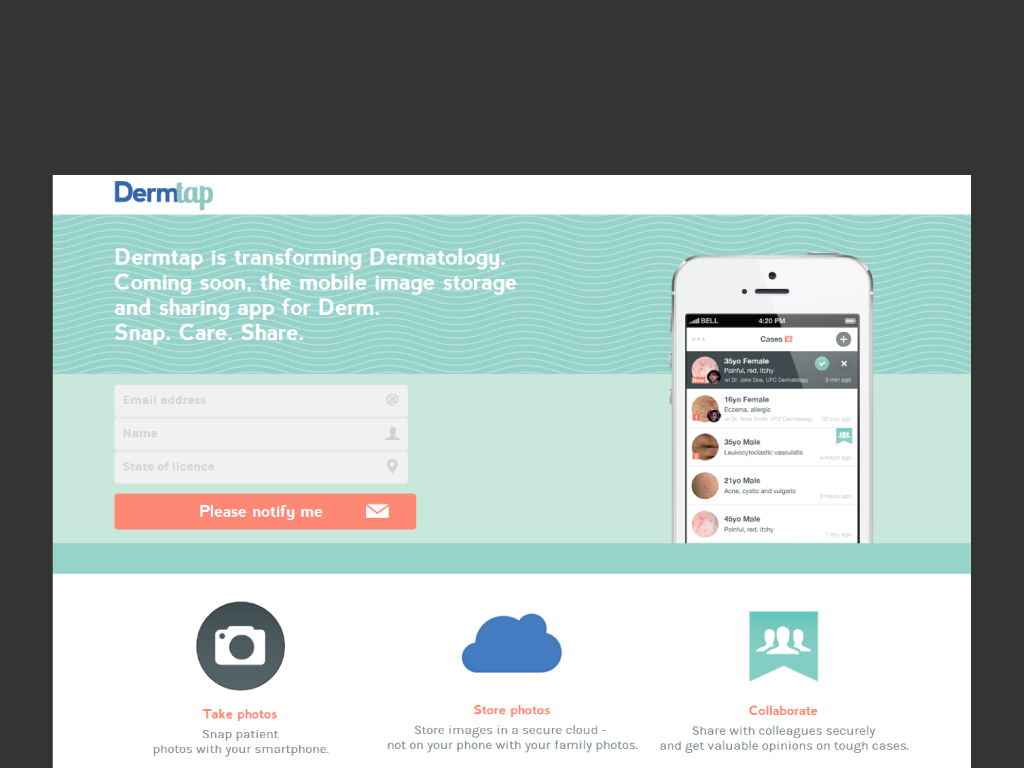 Dermtap
Dermtap is transforming Dermatology.
Coming soon, the mobile image storage
and sharing app for Derm.
Snap. Care. Share.
Email address
Name
State of licence
Please notify me
BELL 4:20 PM
Cases
35yo Female
Painful, red, itchy
w/ Dr. John Doe, UFC Dermatology 3 min ago
New
16yo Female
Eczema, allergic
w/ Dr. Anna Smith, UFC Dermatology 32 min ago
35yo Male
Leukocytoclastic vasculatis
4 hours ago
21yo Male
Acne, cystic and vulgaris
8 hours ago
45yo Male
Painful, red, itchy
1 day ago
Take photos
Snap patient
photos with your smartphone.
Store photos
Store images in a secure cloud -
not on your phone with your family photos.
Collaborate
Share with colleagues securely
and get valuable opinions on tough cases.